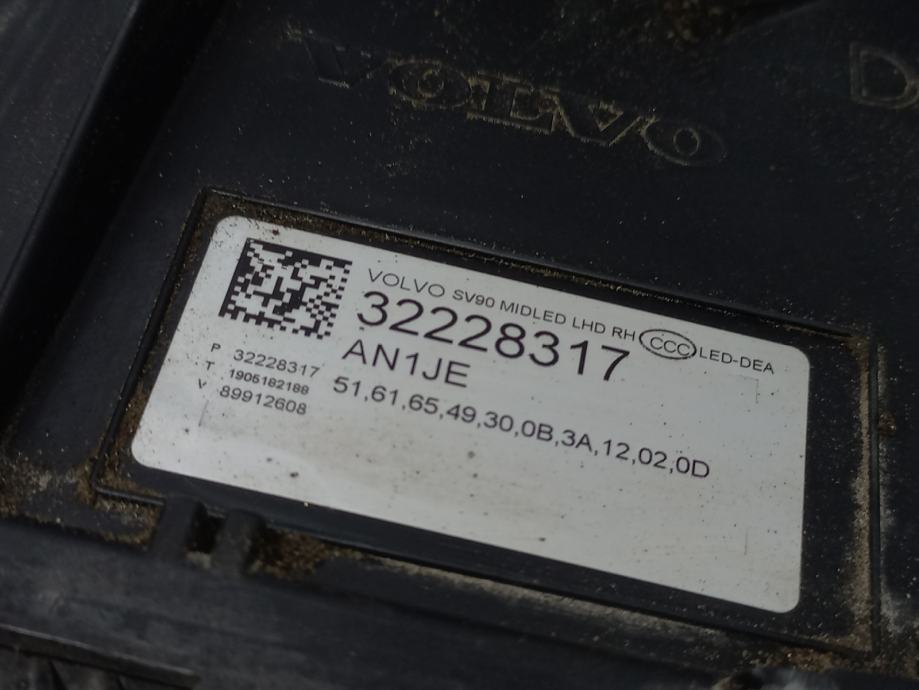 VOLVO
D
VOLVO SV90 MIDLED LHD RH CCC LED-DEA
32228317
AN1JE
51,61,65,49,30,0B,3A,12,02,0D
P 32228317
T 1905182188
V 89912608